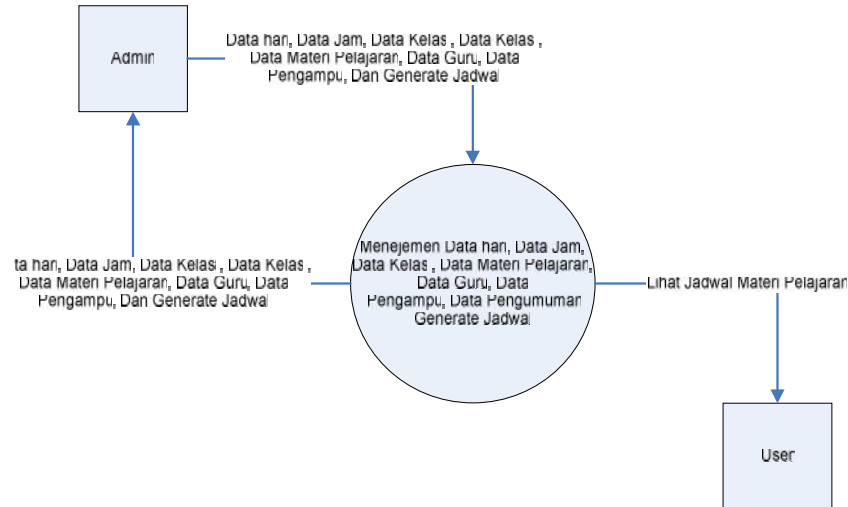 Admin
Data hari, Data Jam, Data Kelas , Data Kelas ,
Data Materi Pelajaran, Data Guru, Data
Pengampu, Dan Generate Jadwal
ta hari, Data Jam, Data Kelas , Data Kelas ,
Data Materi Pelajaran, Data Guru, Data
Pengampu, Dan Generate Jadwal
Menejemen Data hari, Data Jam,
Data Kelas , Data Materi Pelajaran,
Data Guru, Data
Pengampu, Data Pengumuman
Generate Jadwal
Lihat Jadwal Materi Pelajaran
User